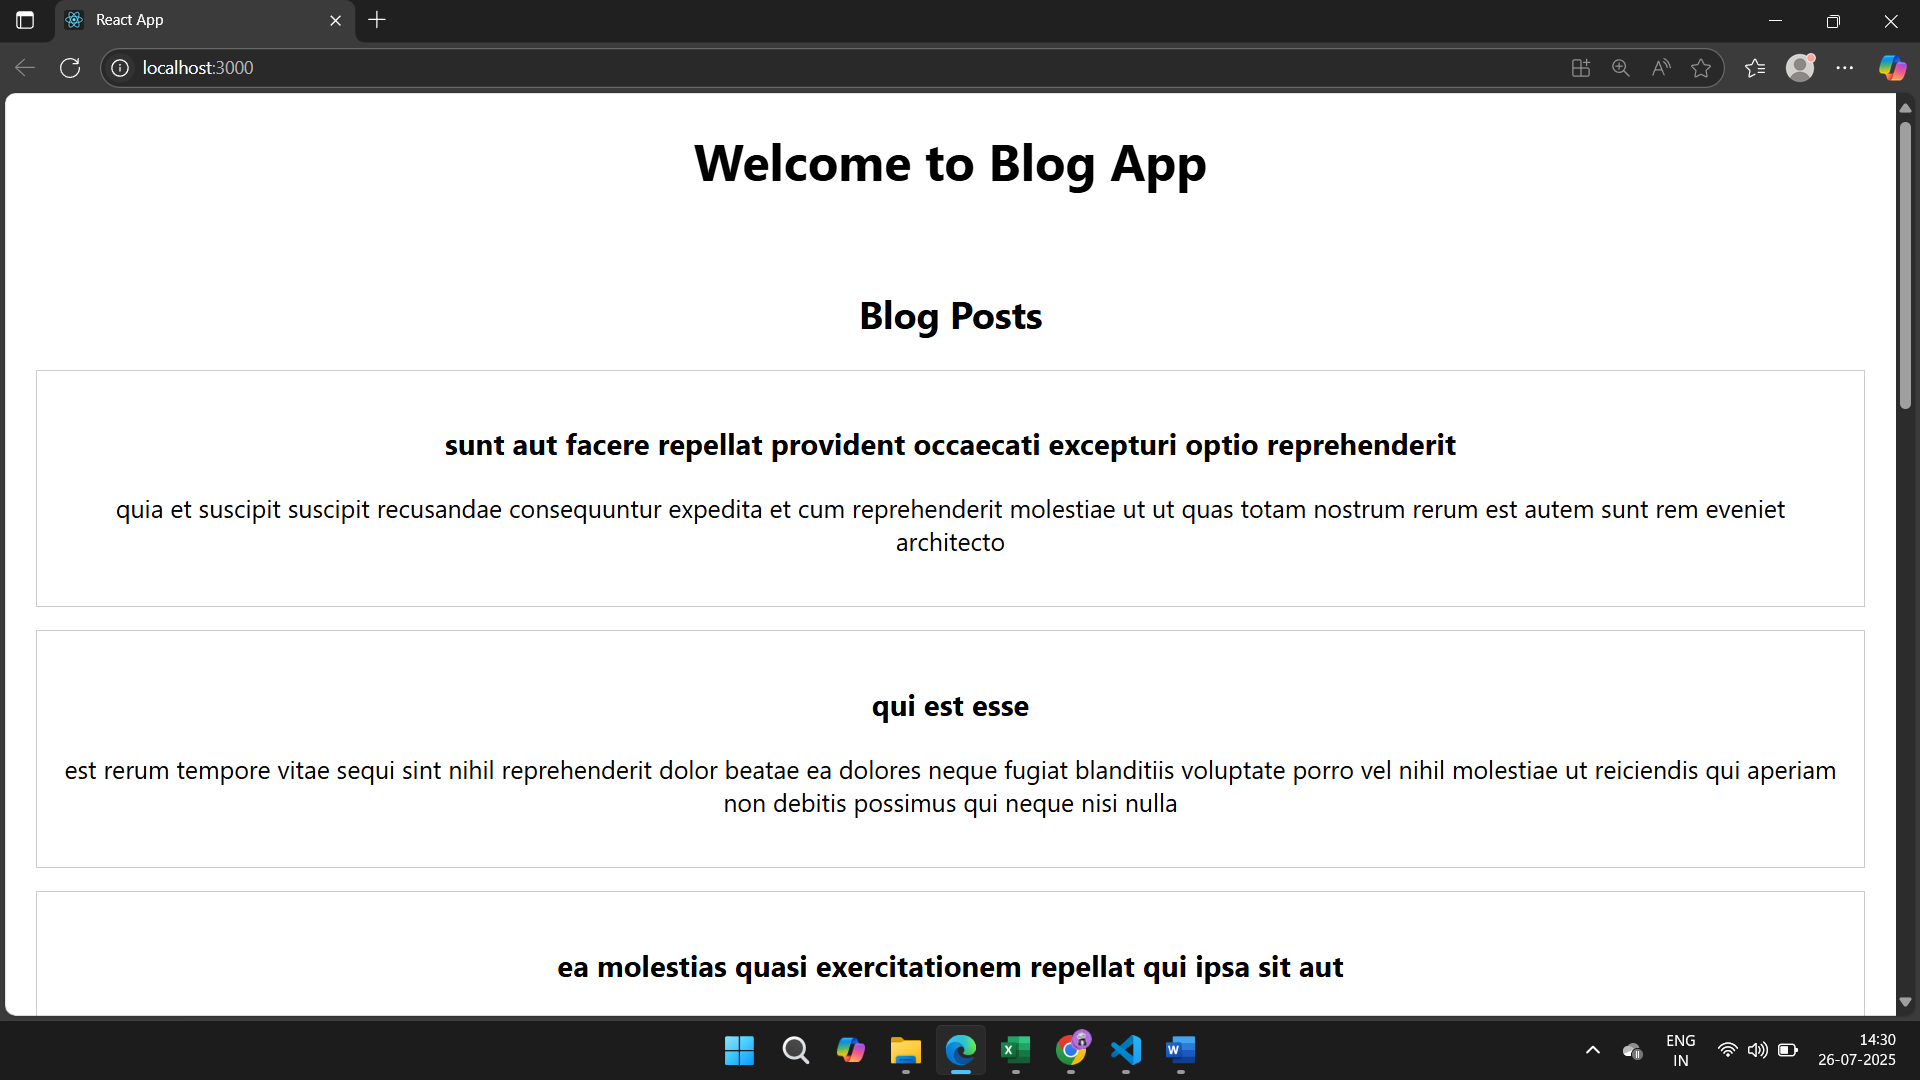 React App
localhost:3000
Welcome to Blog App
Blog Posts
sunt aut facere repellat provident occaecati excepturi optio reprehenderit
quia et suscipit suscipit recusandae consequuntur expedita et cum reprehenderit molestiae ut ut quas totam nostrum rerum est autem sunt rem eveniet
architecto
qui est esse
est rerum tempore vitae sequi sint nihil reprehenderit dolor beatae ea dolores neque fugiat blanditiis voluptate porro vel nihil molestiae ut reiciendis qui aperiam
non debitis possimus qui neque nisi nulla
ea molestias quasi exercitationem repellat qui ipsa sit aut
ENG
IN
14:30
26-07-2025